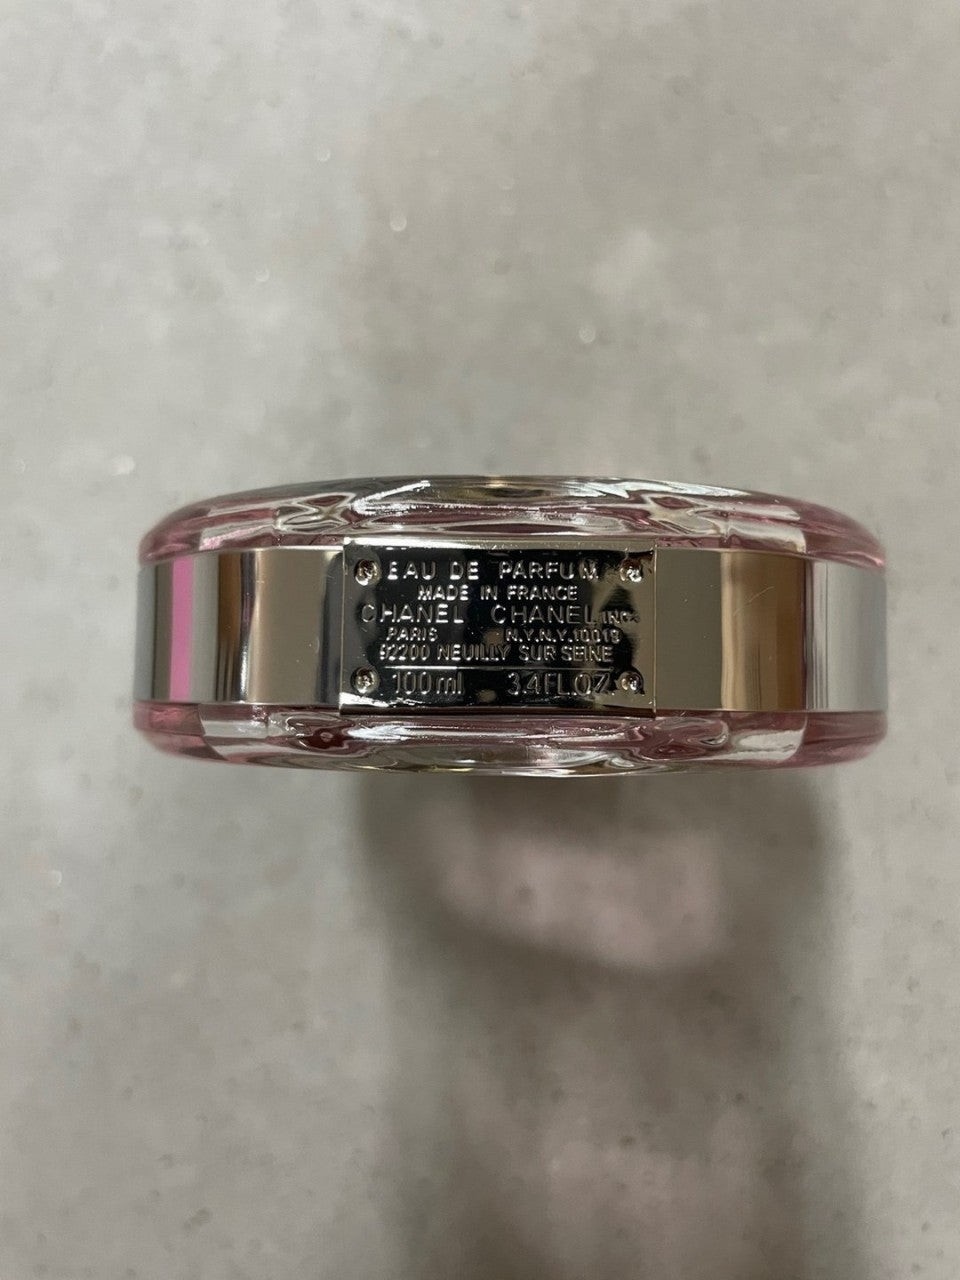 EAU DE PARFUM
MADE IN FRANCE
CHANEL CHANEL INC
PARIS N.Y.N.Y.10019
92200 NEUILLY SUR SEINE
100ml 3.4FL.OZ